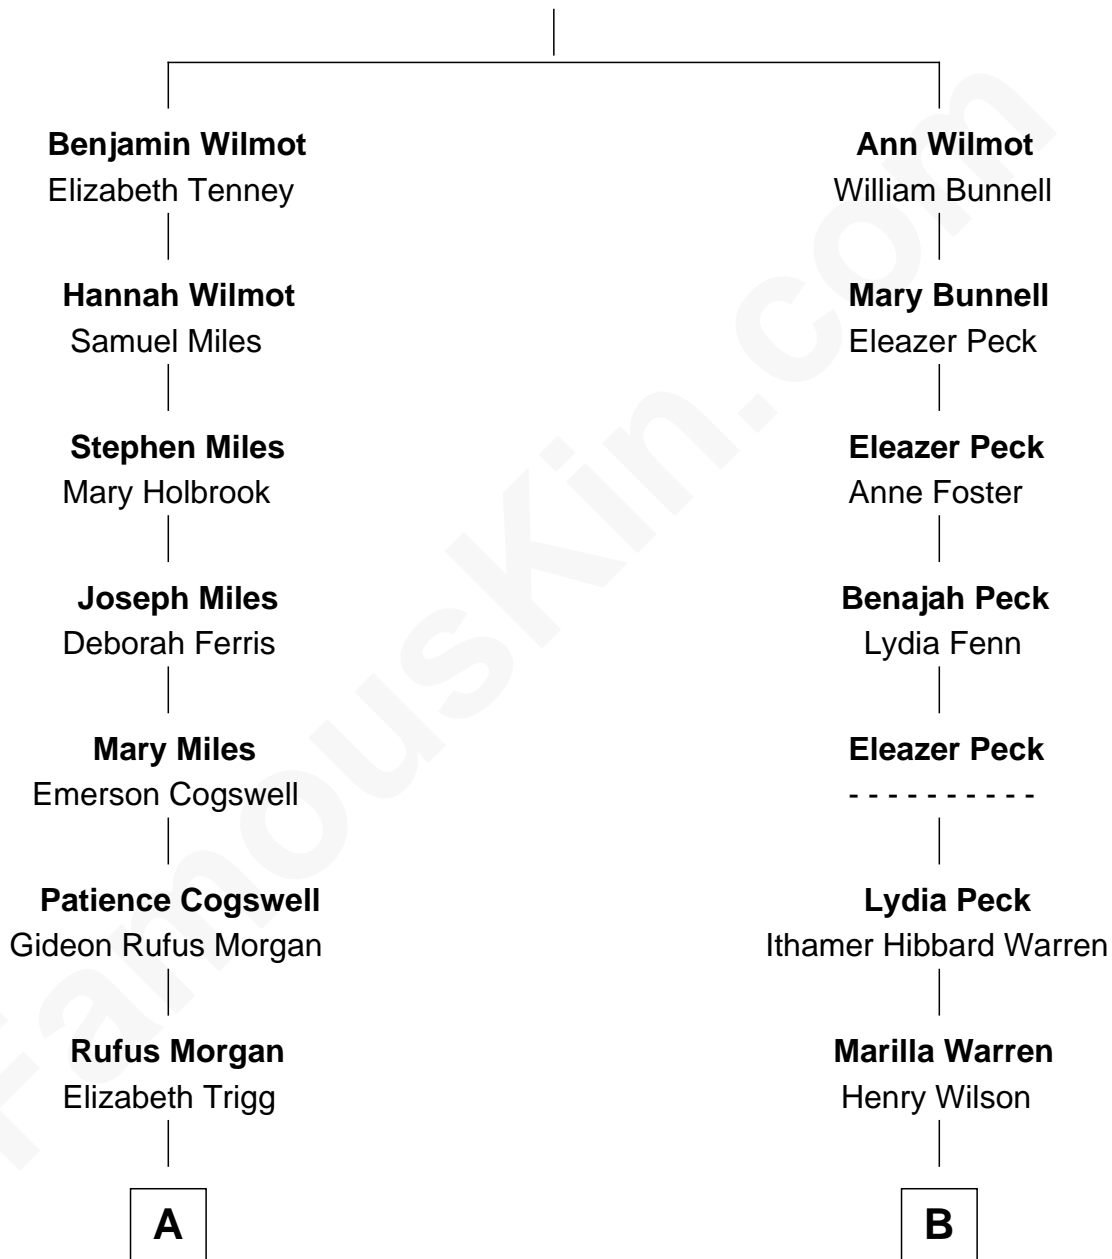 Benjamin Wilmot
Elizabeth Tenney
Hannah Wilmot
Samuel Miles
Stephen Miles
Mary Holbrook
Joseph Miles
Deborah Ferris
Mary Miles
Emerson Cogswell
Patience Cogswell
Gideon Rufus Morgan
Rufus Morgan
Elizabeth Trigg
A
Ann Wilmot
William Bunnell
Mary Bunnell
Eleazer Peck
Eleazer Peck
Anne Foster
Benajah Peck
Lydia Fenn
Eleazer Peck
- - - - - - - - - -
Lydia Peck
Ithamer Hibbard Warren
Marilla Warren
Henry Wilson
B
FamousKin.com